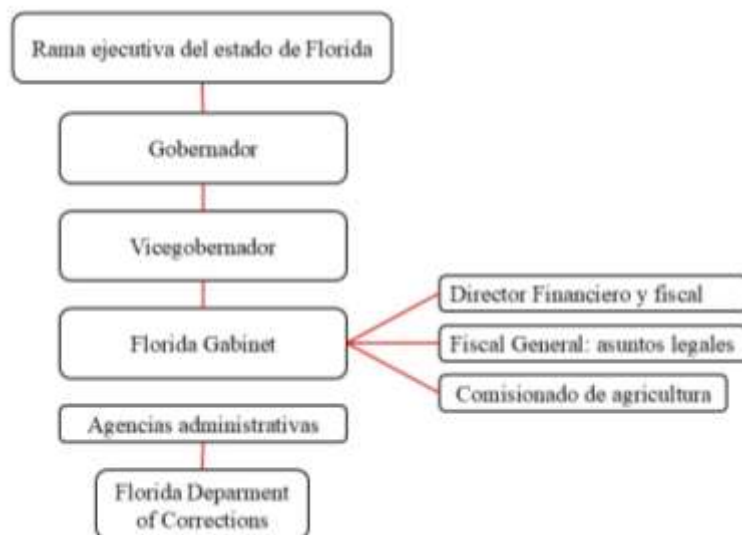 Rama ejecutiva del estado de Florida
Gobernador
Vicegobernador
Florida Gabinet
Director Financiero y fiscal
Fiscal General: asuntos legales
Comisionado de agricultura
Agencias administrativas
Florida Deparment
of Corrections